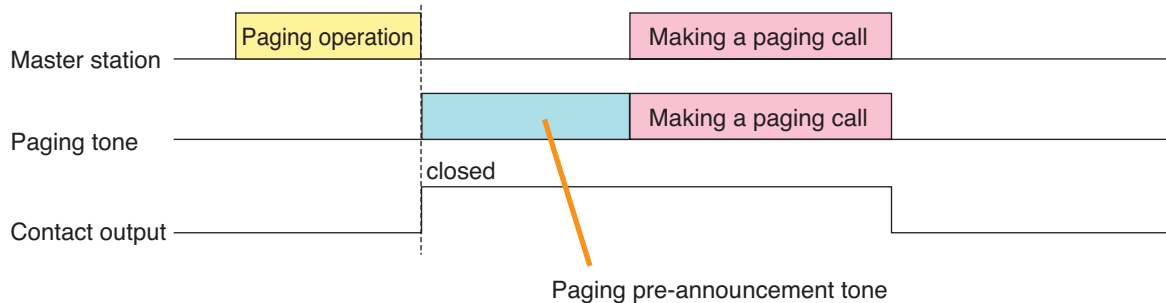 Paging operation
Making a paging call
Master station
Making a paging call
Paging tone
closed
Contact output
Paging pre-announcement tone